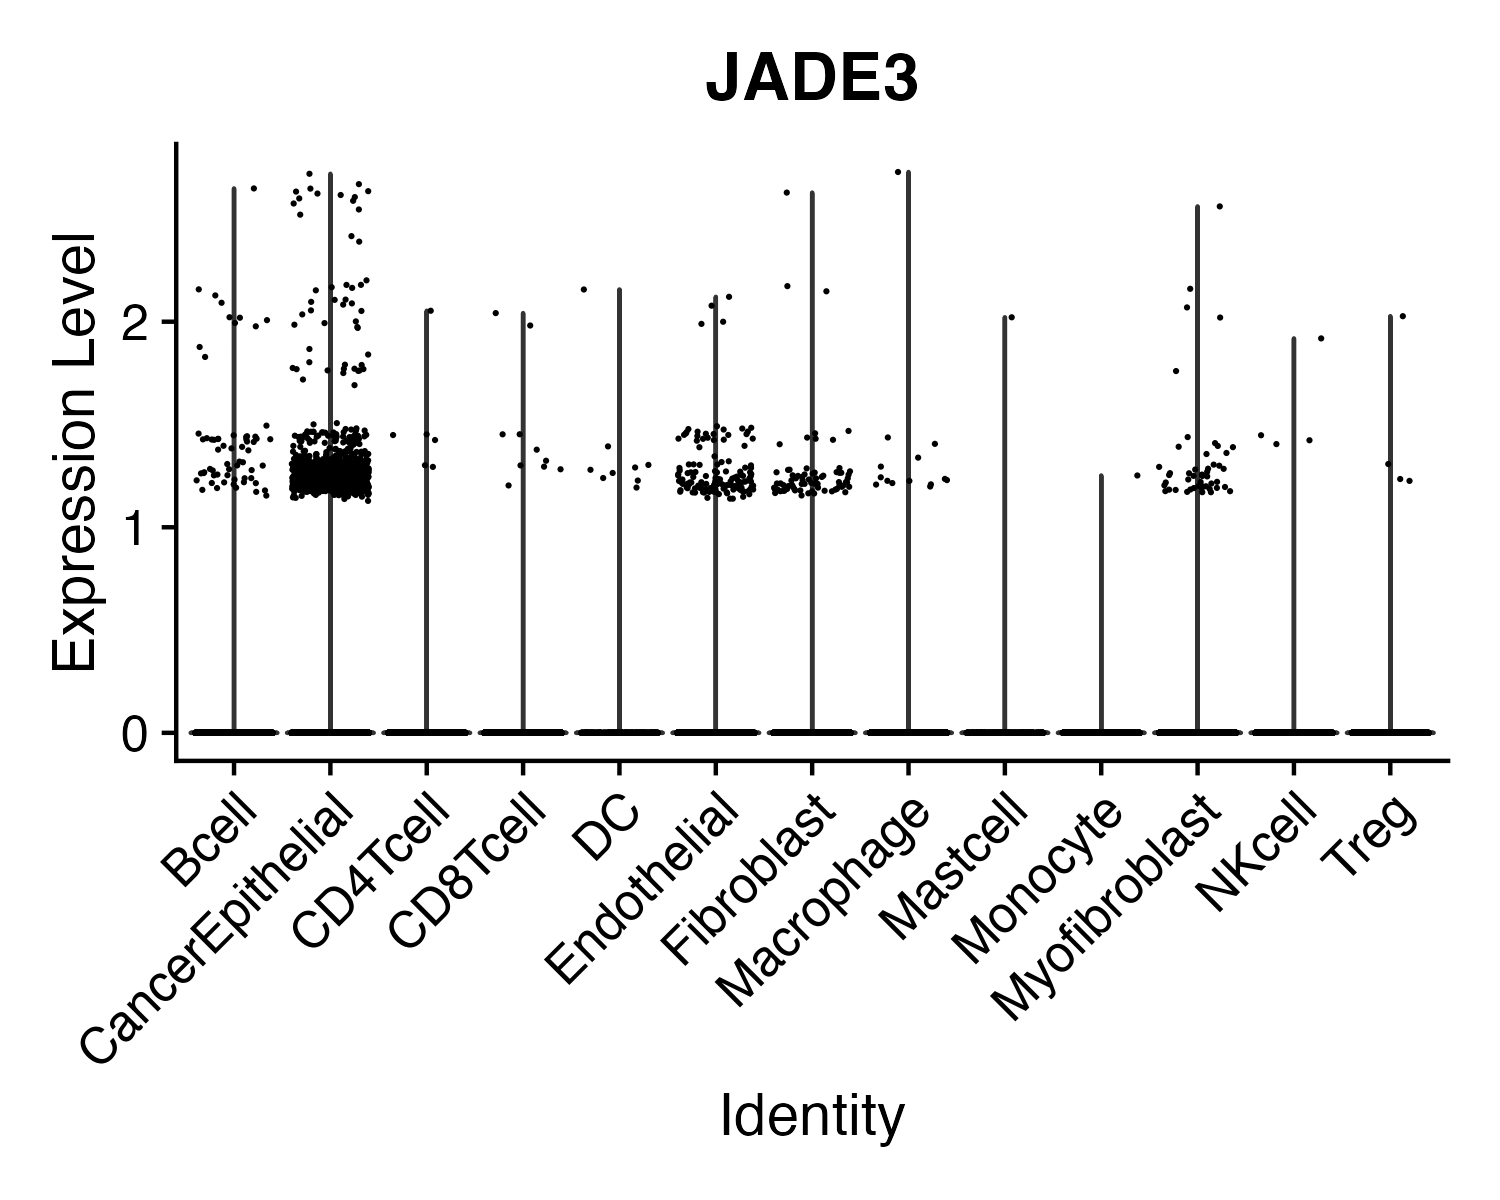 JADE3
Expression Level
2
1
0
Bcell
CancerEpithelial
CD4Tcell
CD8Tcell
DC
Endothelial
Fibroblast
Macrophage
Mastcell
Monocyte
Myofibroblast
NKcell
Treg
Identity